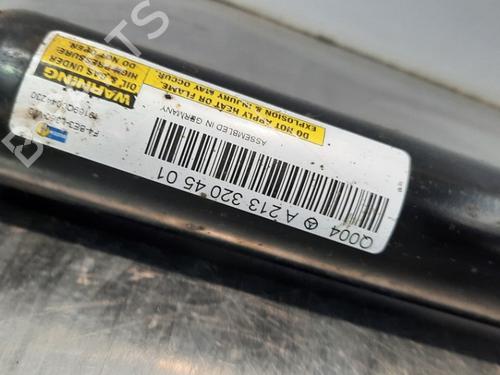 WARNING
OIL & GAS UNDER
HIGH PRESSURE:
DO NOT OPEN
DO NOT APPLY HEAT OR FLAME.
EXPLOSION & INJURY MAY OCCUR.
ASSEMBLED IN GERMANY
Q004 A 213 320 45 01